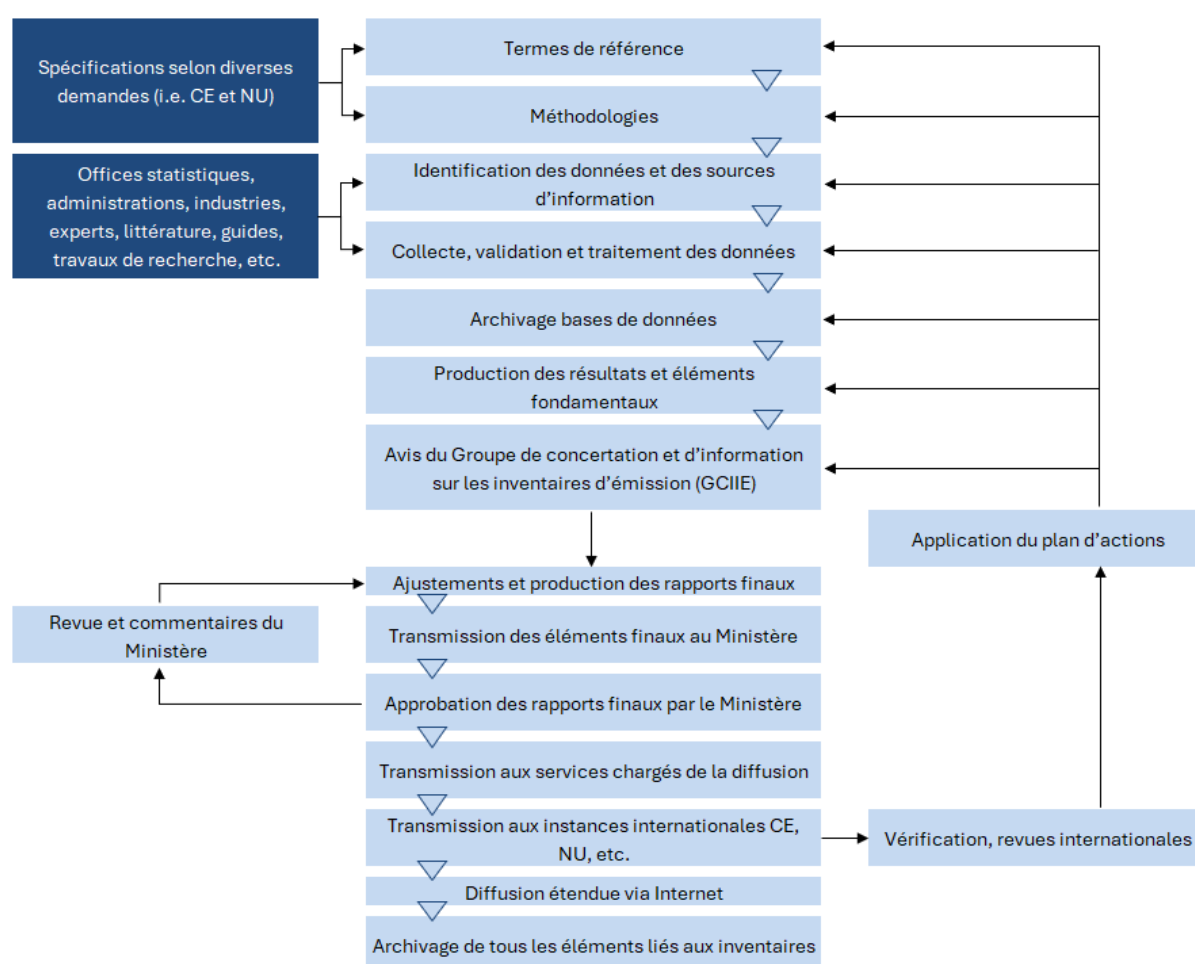 Spécifications selon diverses
demandes (i.e. CE et NU)
Termes de référence
Méthodologies
Offices statistiques,
administrations, industries,
experts, littérature, guides,
travaux de recherche, etc.
Identification des données et des sources
d’information
Collecte, validation et traitement des données
Archivage bases de données
Production des résultats et éléments
fondamentaux
Avis du Groupe de concertation et d’information
sur les inventaires d’émission (GCIIE)
Application du plan d’actions
Ajustements et production des rapports finaux
Revue et commentaires du
Ministère
Transmission des éléments finaux au Ministère
Approbation des rapports finaux par le Ministère
Transmission aux services chargés de la diffusion
Transmission aux instances internationales CE,
NU, etc.
Vérification, revues internationales
Diffusion étendue via Internet
Archivage de tous les éléments liés aux inventaires